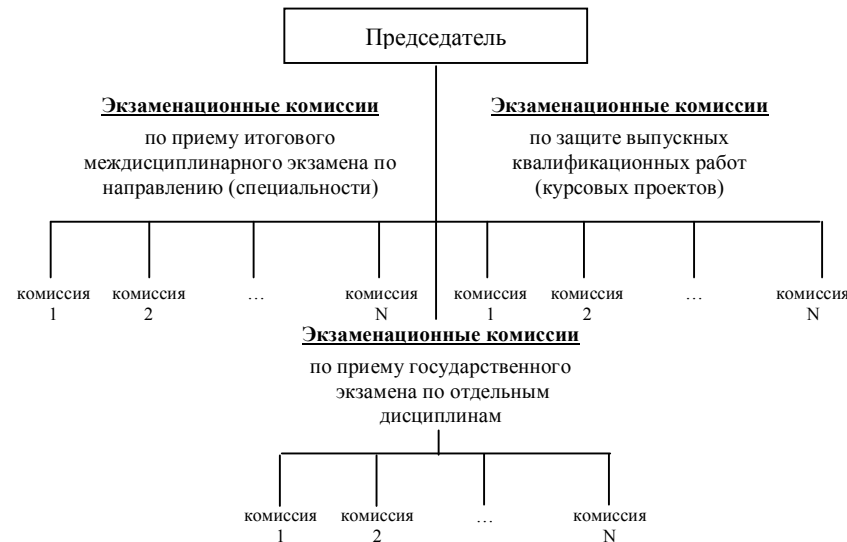 Председатель
Экзаменационные комиссии
по приему итогового
междисциплинарного экзамена по
направлению (специальности)
Экзаменационные комиссии
по защите выпускных
квалификационных работ
(курсовых проектов)
комиссия
1
комиссия
2
…
комиссия
N
комиссия
1
комиссия
2
…
комиссия
N
Экзаменационные комиссии
по приему государственного
экзамена по отдельным
дисциплинам
комиссия
1
комиссия
2
…
комиссия
N